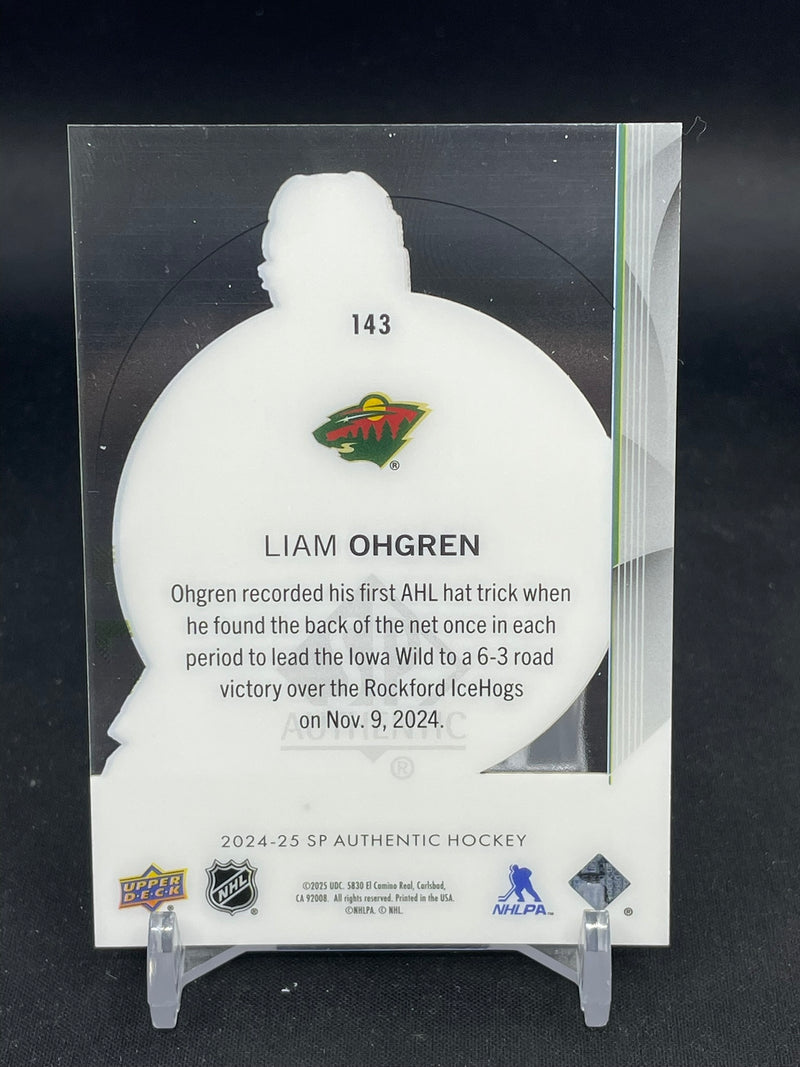 143
®
LIAM OHGREN
Ohgren recorded his first AHL hat trick when
he found the back of the net once in each
period to lead the Iowa Wild to a 6-3 road
victory over the Rockford IceHogs
on Nov. 9, 2024.
AUTHENTIC
®
2024-25 SP AUTHENTIC HOCKEY
UPPER
D·E·C·K
®
NHL
®
©2025 UDC. 5830 El Camino Real, Carlsbad,
CA 92008. All rights reserved. Printed in the USA.
©NHLPA. © NHL.
NHLPA™
®